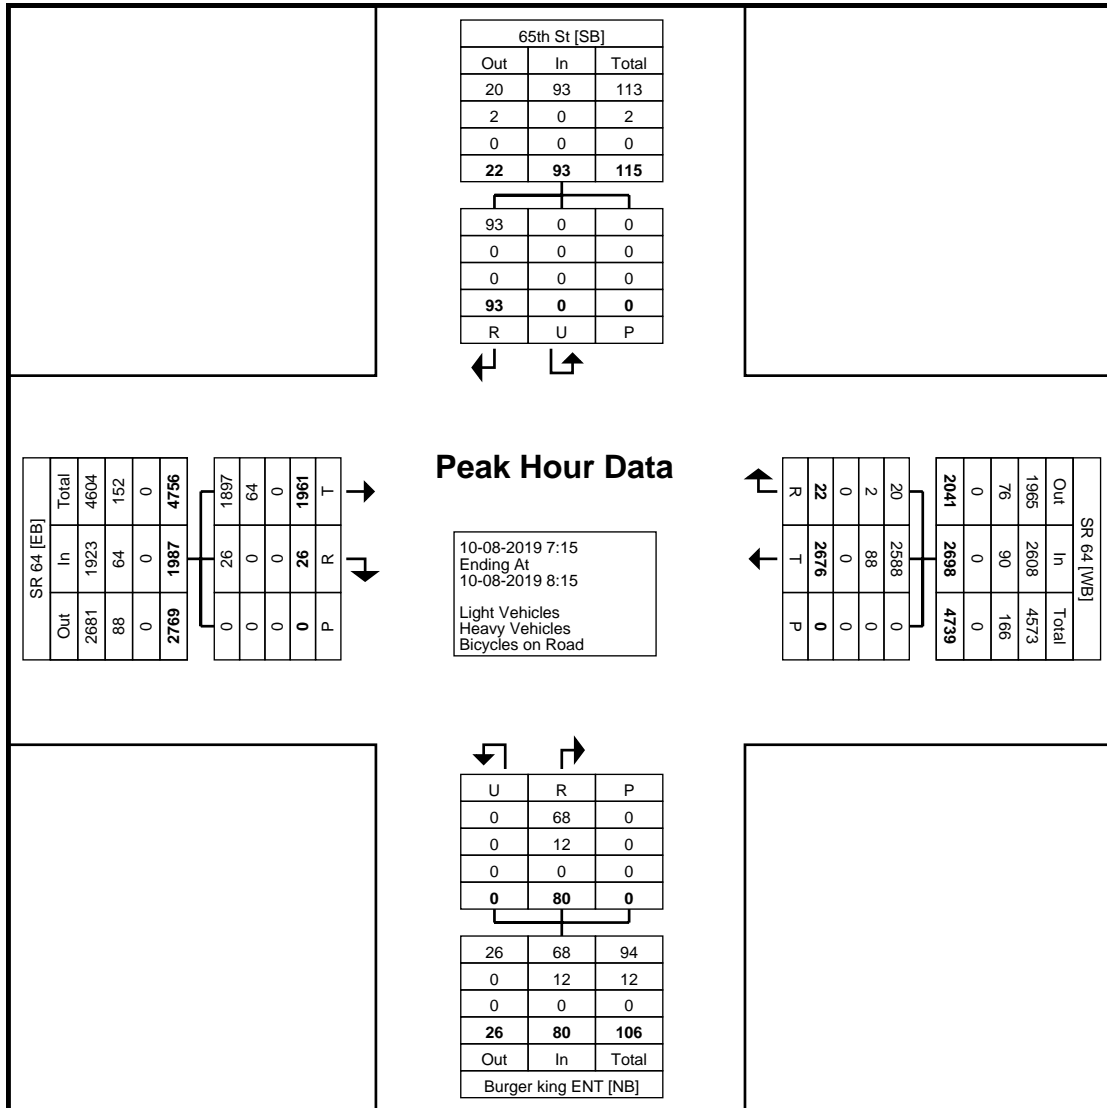 65th St [SB]
Out In Total
20 93 113
2 0 2
0 0 0
22 93 115
93 0 0
0 0 0
0 0 0
93 0 0
R U P
SR 64 [EB]
Total In Out
4604 1923 2681
152 64 88
0 0 0
4756 1987 2769
1897 26 0
64 0 0
0 0 0
1961 26 0
T R P
Peak Hour Data
10-08-2019 7:15
Ending At
10-08-2019 8:15
Light Vehicles
Heavy Vehicles
Bicycles on Road
SR 64 [WB]
Out In Total
1965 2608 4573
76 90 166
0 0 0
2041 2698 4739
20 2588 0
2 88 0
0 0 0
22 2676 0
R T P
U R P
0 68 0
0 12 0
0 0 0
0 80 0
26 68 94
0 12 12
0 0 0
26 80 106
Out In Total
Burger king ENT [NB]